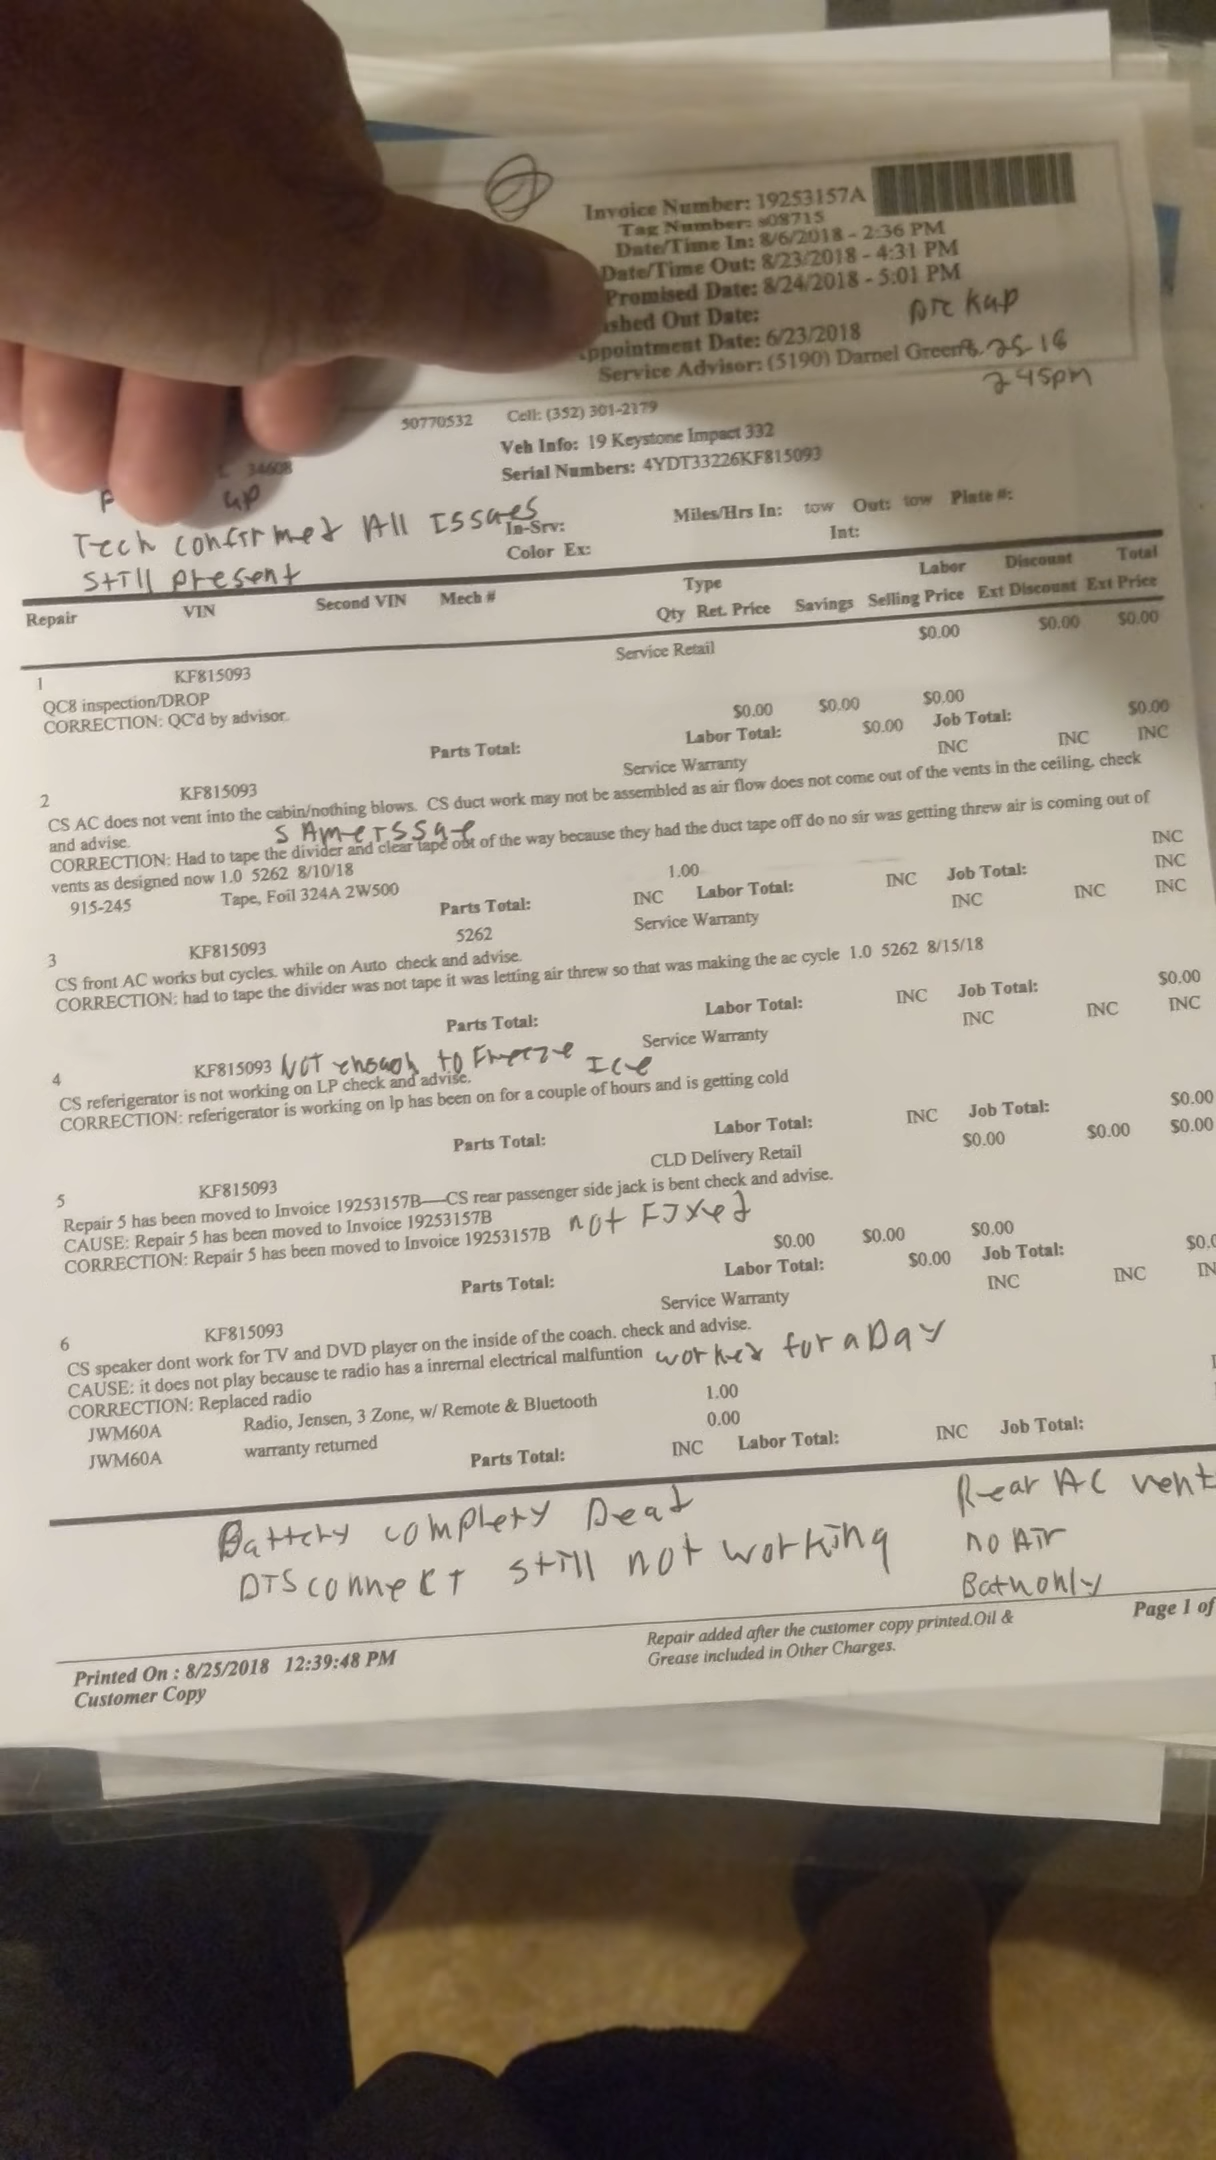 Invoice Number: 19253157A
Tag Number: s08715
Date/Time In: 8/6/2018 - 2:36 PM
Date/Time Out: 8/23/2018 - 4:31 PM
Promised Date: 8/24/2018 - 5:01 PM
ashed Out Date:
ppointment Date: 6/23/2018
PIC KUP
Service Advisor: (5190) Darnel Green 8.25 18
245pm
50770532 Cell: (352) 301-2179
Veh Info: 19 Keystone Impact 332
L 34608
Serial Numbers: 4YDT33226KF815093
P up
Tech confirmed All Issues
Still present
In-Srv:
Miles/Hrs In: tow Out: tow Plate #:
Color Ex: Int:
Repair VIN Second VIN Mech # Type Labor Discount Total
Qty Ret. Price Savings Selling Price Ext Discount Ext Price
1 KF815093 Service Retail $0.00 $0.00 $0.00
QC8 inspection/DROP
CORRECTION: QC'd by advisor.
$0.00 $0.00 $0.00
Parts Total: Labor Total: $0.00 Job Total: $0.00
2 KF815093 Service Warranty INC INC INC
CS AC does not vent into the cabin/nothing blows. CS duct work may not be assembled as air flow does not come out of the vents in the ceiling. check
and advise.
SAme Issue
CORRECTION: Had to tape the divider and clear tape out of the way because they had the duct tape off do no sir was getting threw air is coming out of
vents as designed now 1.0 5262 8/10/18
915-245 Tape, Foil 324A 2W500 1.00 INC
Parts Total: INC Labor Total: INC Job Total: INC
3 KF815093 5262 Service Warranty INC INC INC
CS front AC works but cycles. while on Auto check and advise.
CORRECTION: had to tape the divider was not tape it was letting air threw so that was making the ac cycle 1.0 5262 8/15/18
Parts Total: Labor Total: INC Job Total: $0.00
4 KF815093 Service Warranty INC INC INC
NOT enough to Freeze Ice
CS referigerator is not working on LP check and advise.
CORRECTION: referigerator is working on lp has been on for a couple of hours and is getting cold
Parts Total: Labor Total: INC Job Total: $0.00
5 KF815093 CLD Delivery Retail $0.00 $0.00 $0.00
Repair 5 has been moved to Invoice 19253157B----CS rear passenger side jack is bent check and advise.
CAUSE: Repair 5 has been moved to Invoice 19253157B
CORRECTION: Repair 5 has been moved to Invoice 19253157B not FIXed
$0.00 $0.00 $0.00
Parts Total: Labor Total: $0.00 Job Total: $0.0
6 KF815093 Service Warranty INC INC IN
CS speaker dont work for TV and DVD player on the inside of the coach. check and advise.
CAUSE: it does not play because te radio has a inrernal electrical malfuntion worked for a Day
CORRECTION: Replaced radio
JWM60A Radio, Jensen, 3 Zone, w/ Remote & Bluetooth 1.00
JWM60A warranty returned 0.00
Parts Total: INC Labor Total: INC Job Total:
Battery complety Dead
DISconnect still not working
Rear AC vent
no Air
Bath only
Repair added after the customer copy printed.Oil &
Grease included in Other Charges.
Page 1 of
Printed On : 8/25/2018 12:39:48 PM
Customer Copy